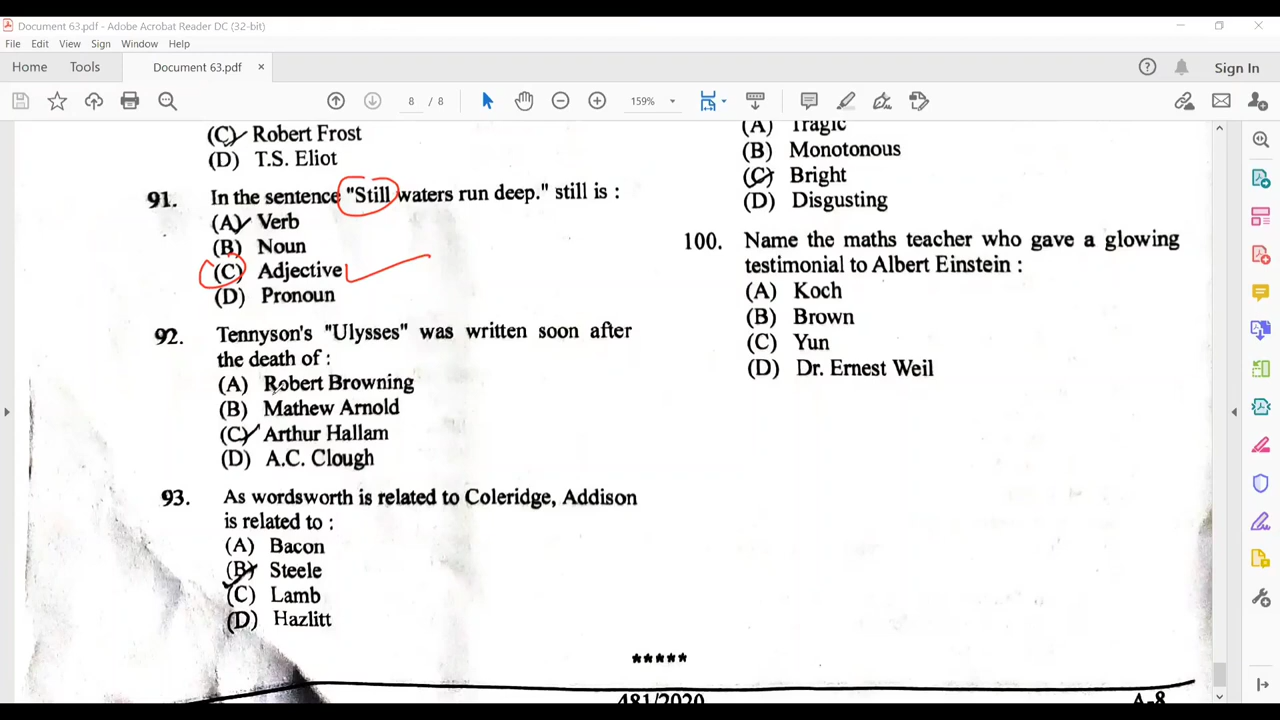 Document 63.pdf - Adobe Acrobat Reader DC (32-bit)
File Edit View Sign Window Help
Home Tools Document 63.pdf × Sign In
8 / 8 159%
(C) Robert Frost
(D) T.S. Eliot
91. In the sentence "Still waters run deep." still is :
(A) Verb
(B) Noun
(C) Adjective
(D) Pronoun
92. Tennyson's "Ulysses" was written soon after
the death of :
(A) Robert Browning
(B) Mathew Arnold
(C) Arthur Hallam
(D) A.C. Clough
93. As wordsworth is related to Coleridge, Addison
is related to :
(A) Bacon
(B) Steele
(C) Lamb
(D) Hazlitt
(A) Tragic
(B) Monotonous
(C) Bright
(D) Disgusting
100. Name the maths teacher who gave a glowing
testimonial to Albert Einstein :
(A) Koch
(B) Brown
(C) Yun
(D) Dr. Ernest Weil
*****
481/2020 A-8